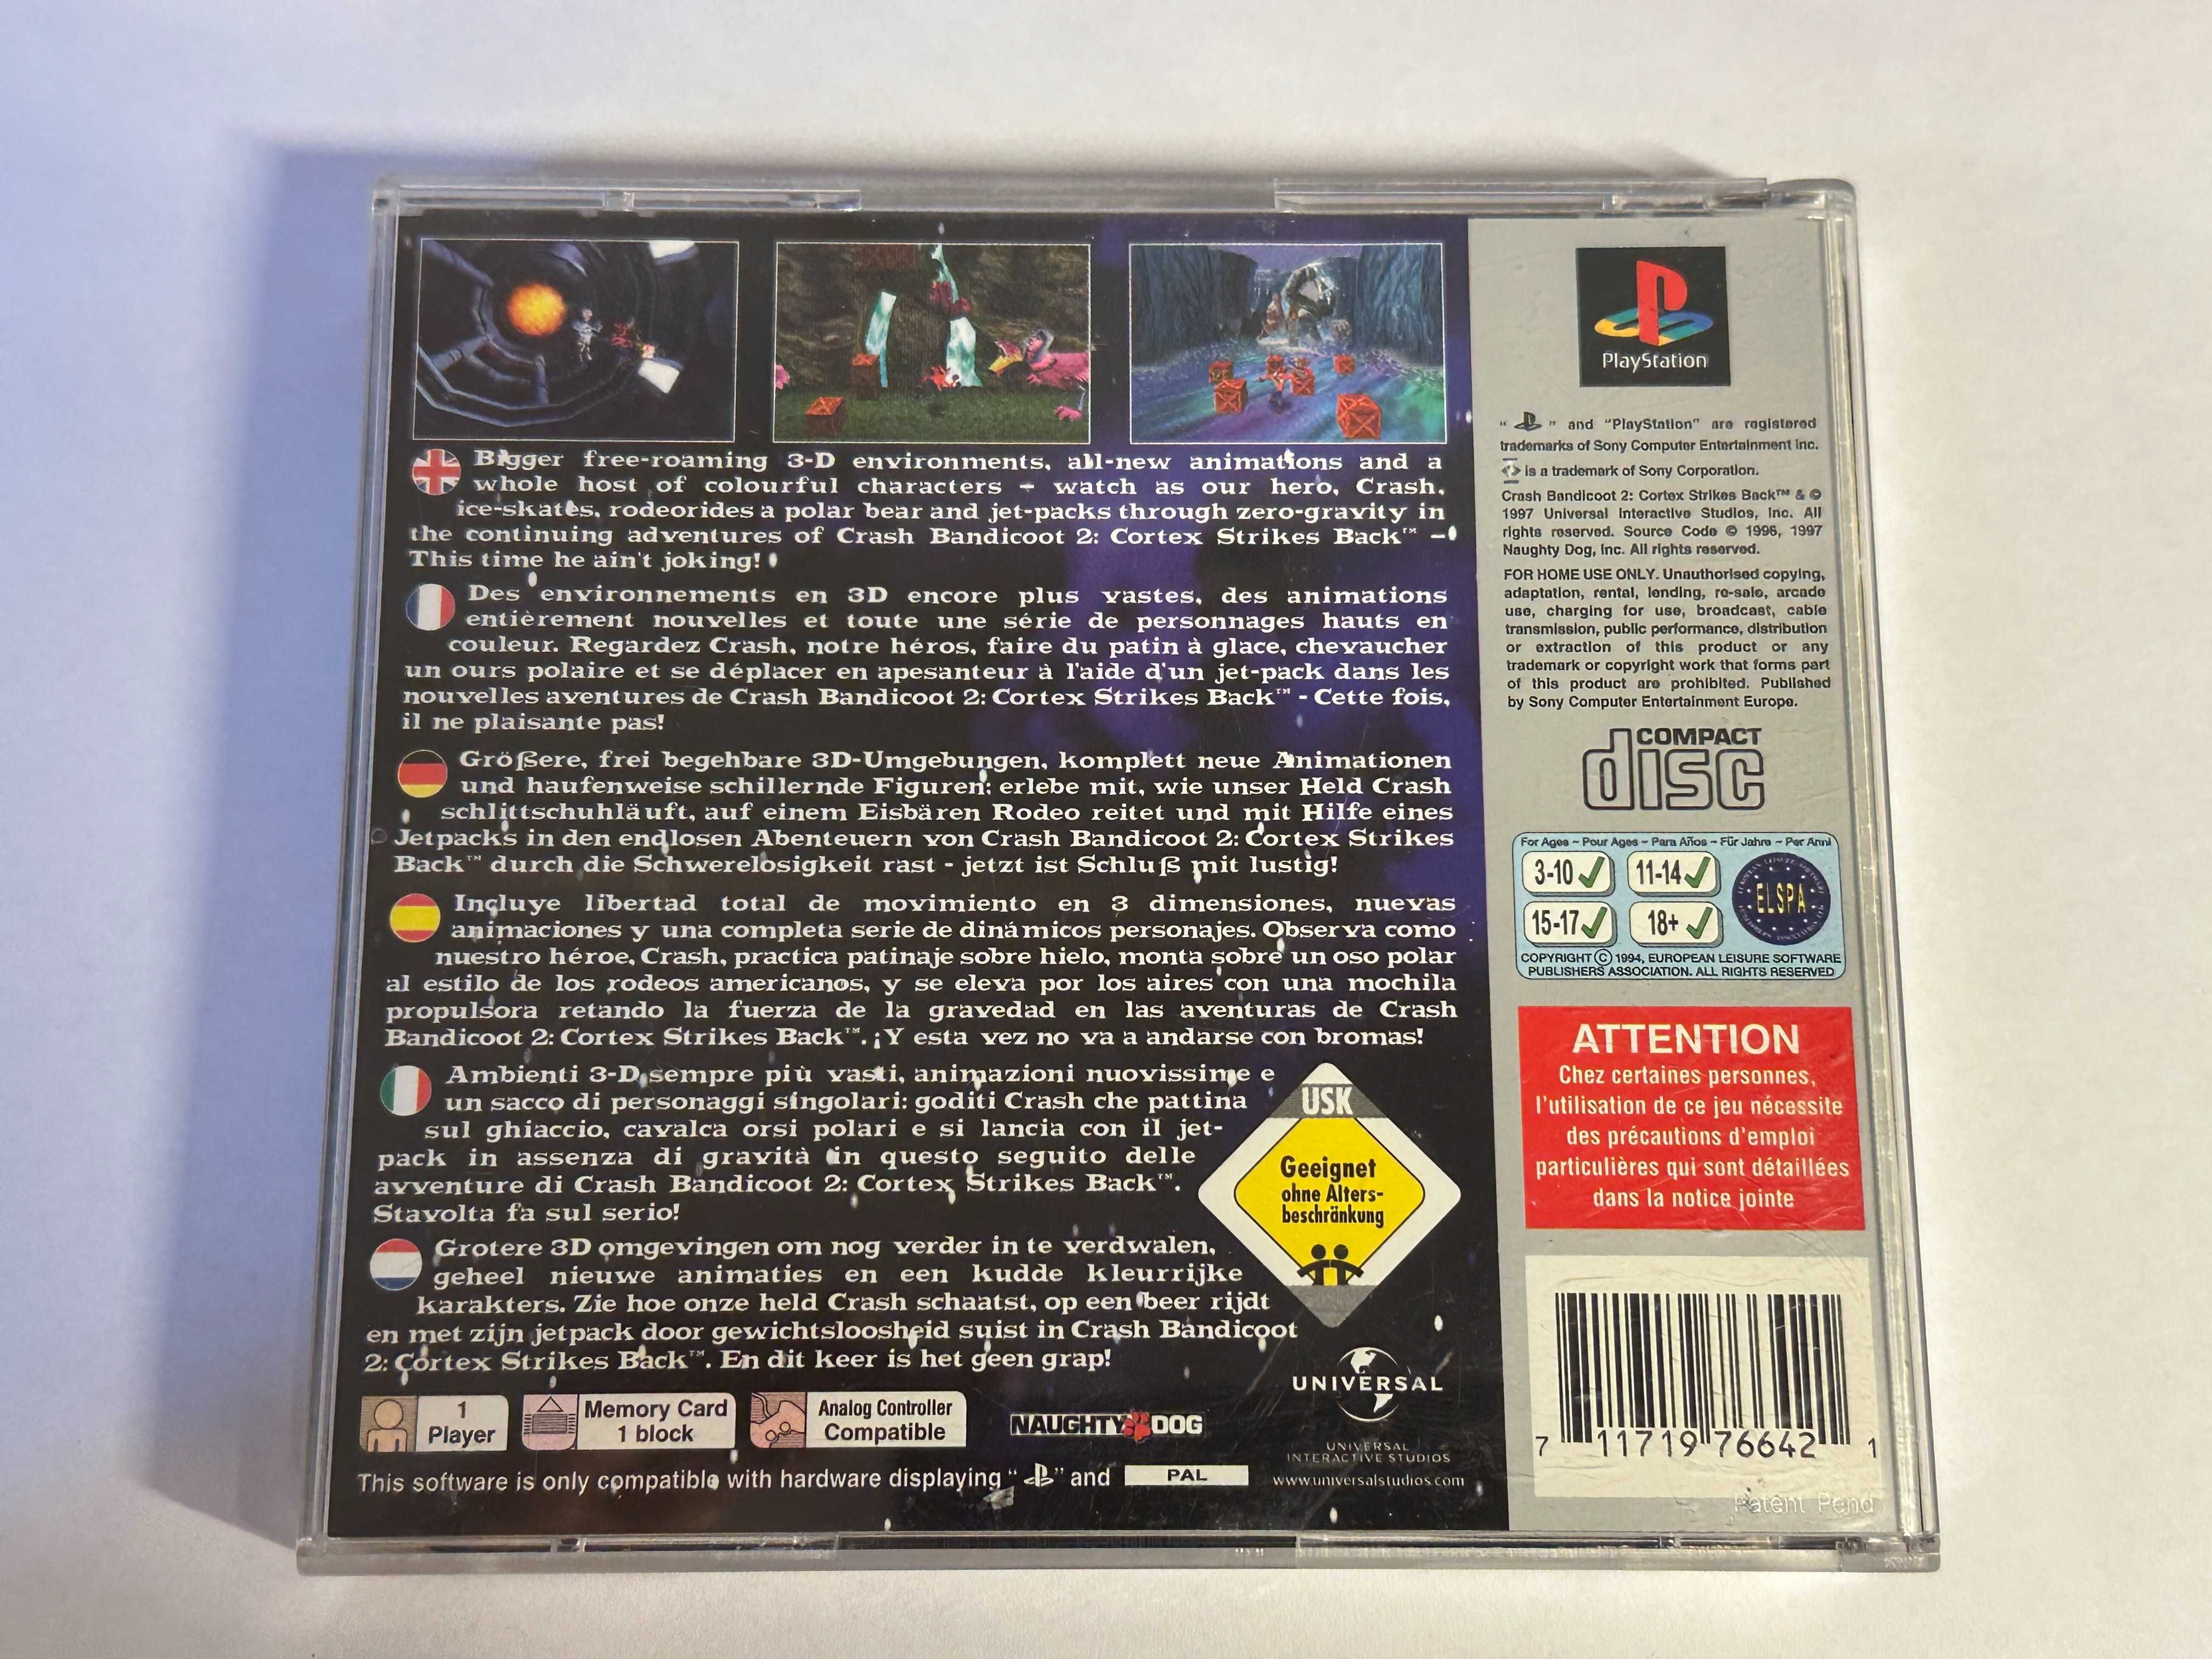 Bigger free-roaming 3-D environments, all-new animations and a
whole host of colourful characters – watch as our hero, Crash,
ice-skates, rodeorides a polar bear and jet-packs through zero-gravity in
the continuing adventures of Crash Bandicoot 2: Cortex Strikes Back™ –
This time he ain't joking!
Des environnements en 3D encore plus vastes, des animations
entièrement nouvelles et toute une série de personnages hauts en
couleur. Regardez Crash, notre héros, faire du patin à glace, chevaucher
un ours polaire et se déplacer en apesanteur à l'aide d'un jet-pack dans les
nouvelles aventures de Crash Bandicoot 2: Cortex Strikes Back™ - Cette fois,
il ne plaisante pas!
Größere, frei begehbare 3D-Umgebungen, komplett neue Animationen
und haufenweise schillernde Figuren: erlebe mit, wie unser Held Crash
schlittschuhläuft, auf einem Eisbären Rodeo reitet und mit Hilfe eines
Jetpacks in den endlosen Abenteuern von Crash Bandicoot 2: Cortex Strikes
Back™ durch die Schwerelosigkeit rast - jetzt ist Schluß mit lustig!
Incluye libertad total de movimiento en 3 dimensiones, nuevas
animaciones y una completa serie de dinámicos personajes. Observa como
nuestro héroe, Crash, practica patinaje sobre hielo, monta sobre un oso polar
al estilo de los rodeos americanos, y se eleva por los aires con una mochila
propulsora retando la fuerza de la gravedad en las aventuras de Crash
Bandicoot 2: Cortex Strikes Back™. ¡Y esta vez no va a andarse con bromas!
Ambienti 3-D sempre più vasti, animazioni nuovissime e
un sacco di personaggi singolari: goditi Crash che pattina
sul ghiaccio, cavalca orsi polari e si lancia con il jet-
pack in assenza di gravità in questo seguito delle
avventure di Crash Bandicoot 2: Cortex Strikes Back™.
Stavolta fa sul serio!
Grotere 3D omgevingen om nog verder in te verdwalen,
geheel nieuwe animaties en een kudde kleurrijke
karakters. Zie hoe onze held Crash schaatst, op een beer rijdt
en met zijn jetpack door gewichtsloosheid suist in Crash Bandicoot
2: Cortex Strikes Back™. En dit keer is het geen grap!
USK
Geeignet
ohne Alters-
beschränkung
1
Player
Memory Card
1 block
Analog Controller
Compatible
NAUGHTY DOG
UNIVERSAL
UNIVERSAL
INTERACTIVE STUDIOS
www.universalstudios.com
This software is only compatible with hardware displaying " " and PAL
PlayStation
" " and "PlayStation" are registered
trademarks of Sony Computer Entertainment Inc.
is a trademark of Sony Corporation.
Crash Bandicoot 2: Cortex Strikes Back™ & ©
1997 Universal Interactive Studios, Inc. All
rights reserved. Source Code © 1996, 1997
Naughty Dog, Inc. All rights reserved.
FOR HOME USE ONLY. Unauthorised copying,
adaptation, rental, lending, re-sale, arcade
use, charging for use, broadcast, cable
transmission, public performance, distribution
or extraction of this product or any
trademark or copyright work that forms part
of this product are prohibited. Published
by Sony Computer Entertainment Europe.
COMPACT
disc
For Ages ~ Pour Ages ~ Para Años ~ Für Jahre ~ Per Anni
3-10 ✓ 11-14 ✓
15-17 ✓ 18+ ✓
ELSPA
COPYRIGHT © 1994, EUROPEAN LEISURE SOFTWARE
PUBLISHERS ASSOCIATION. ALL RIGHTS RESERVED
ATTENTION
Chez certaines personnes,
l'utilisation de ce jeu nécessite
des précautions d'emploi
particulières qui sont détaillées
dans la notice jointe
7 11719 76642 1
Patent Pend